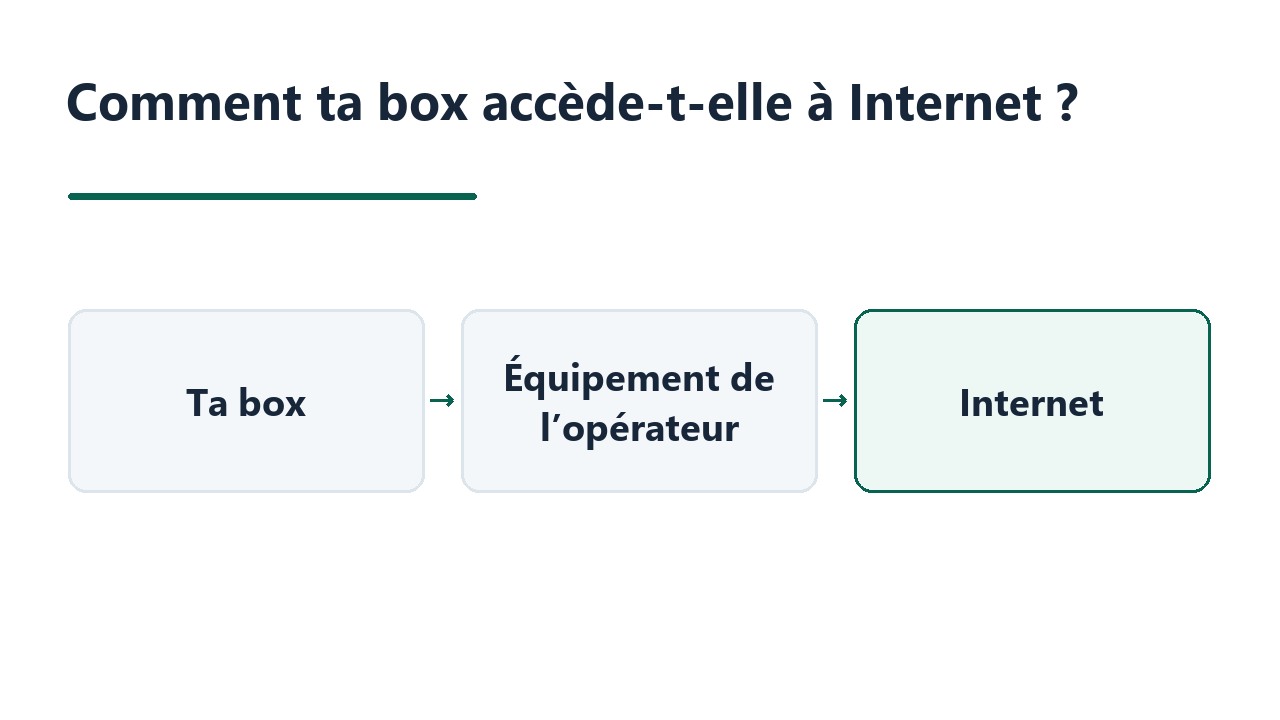 Comment ta box accède-t-elle à Internet ?
Ta box
→
Équipement de
l’opérateur
→
Internet